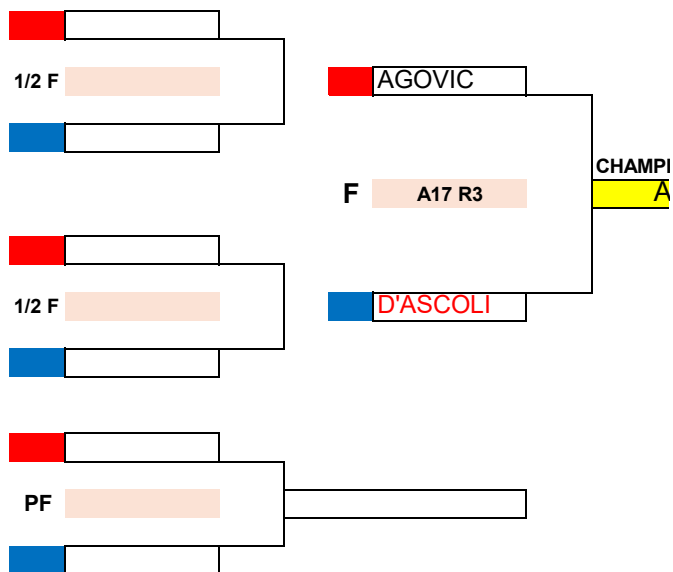 1/2 F
AGOVIC
CHAMPI
F
A17 R3
A
1/2 F
D'ASCOLI
PF